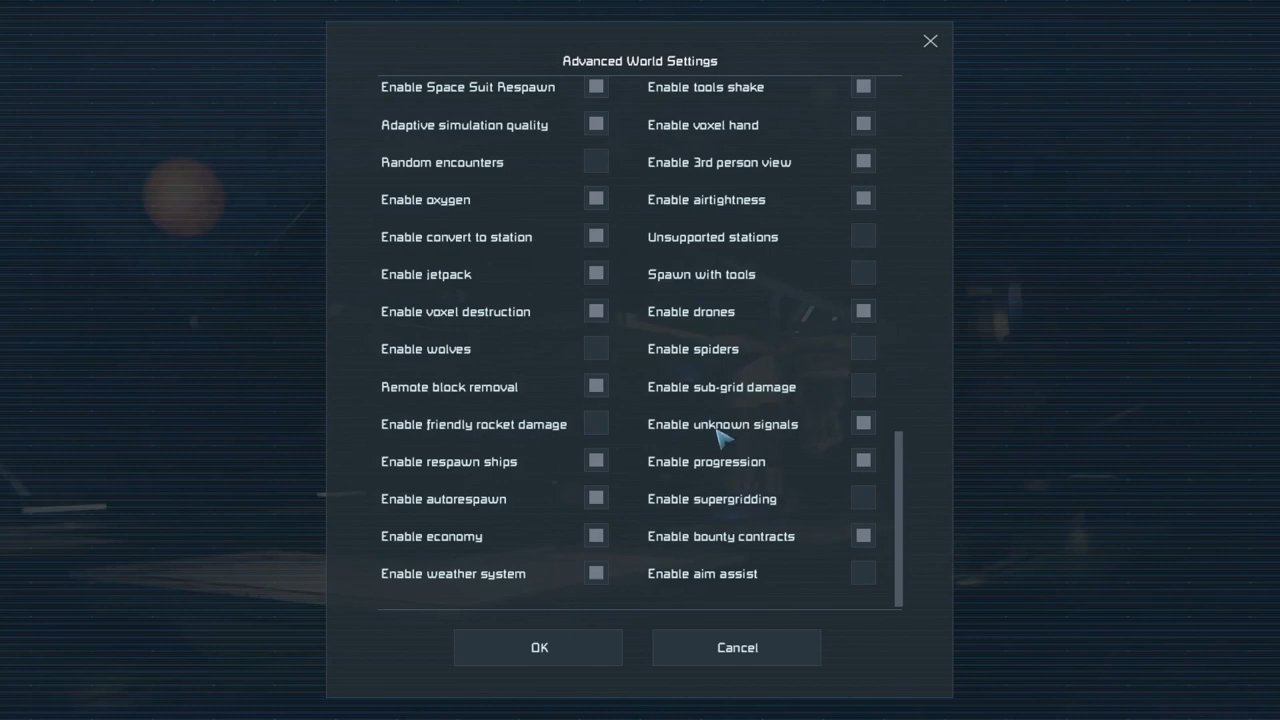 Advanced World Settings
Enable Space Suit Respawn Enable tools shake
Adaptive simulation quality Enable voxel hand
Random encounters Enable 3rd person view
Enable oxygen Enable airtightness
Enable convert to station Unsupported stations
Enable jetpack Spawn with tools
Enable voxel destruction Enable drones
Enable wolves Enable spiders
Remote block removal Enable sub-grid damage
Enable friendly rocket damage Enable unknown signals
Enable respawn ships Enable progression
Enable autorespawn Enable supergridding
Enable economy Enable bounty contracts
Enable weather system Enable aim assist
OK Cancel